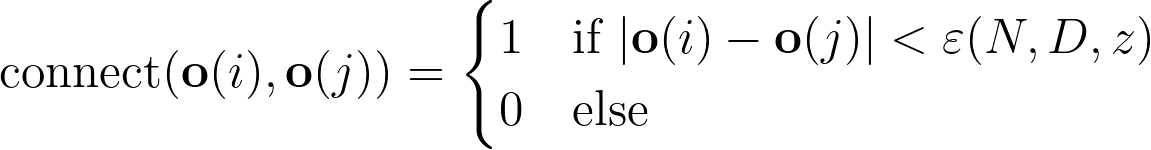 connect(𝐨(i), 𝐨(j)) = { 1 if |𝐨(i) − 𝐨(j)| < ε(N, D, z)
0 else